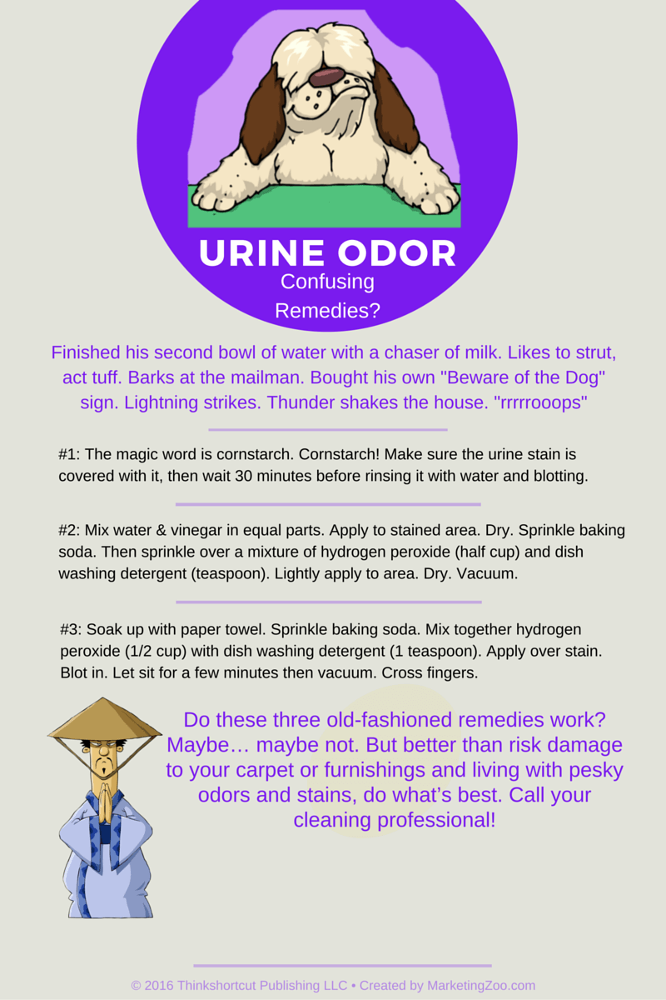 URINE ODOR
Confusing
Remedies?
Finished his second bowl of water with a chaser of milk. Likes to strut,
act tuff. Barks at the mailman. Bought his own "Beware of the Dog"
sign. Lightning strikes. Thunder shakes the house. "rrrrrooops"
#1: The magic word is cornstarch. Cornstarch! Make sure the urine stain is
covered with it, then wait 30 minutes before rinsing it with water and blotting.
#2: Mix water & vinegar in equal parts. Apply to stained area. Dry. Sprinkle baking
soda. Then sprinkle over a mixture of hydrogen peroxide (half cup) and dish
washing detergent (teaspoon). Lightly apply to area. Dry. Vacuum.
#3: Soak up with paper towel. Sprinkle baking soda. Mix together hydrogen
peroxide (1/2 cup) with dish washing detergent (1 teaspoon). Apply over stain.
Blot in. Let sit for a few minutes then vacuum. Cross fingers.
Do these three old-fashioned remedies work?
Maybe… maybe not. But better than risk damage
to your carpet or furnishings and living with pesky
odors and stains, do what’s best. Call your
cleaning professional!
© 2016 Thinkshortcut Publishing LLC • Created by MarketingZoo.com